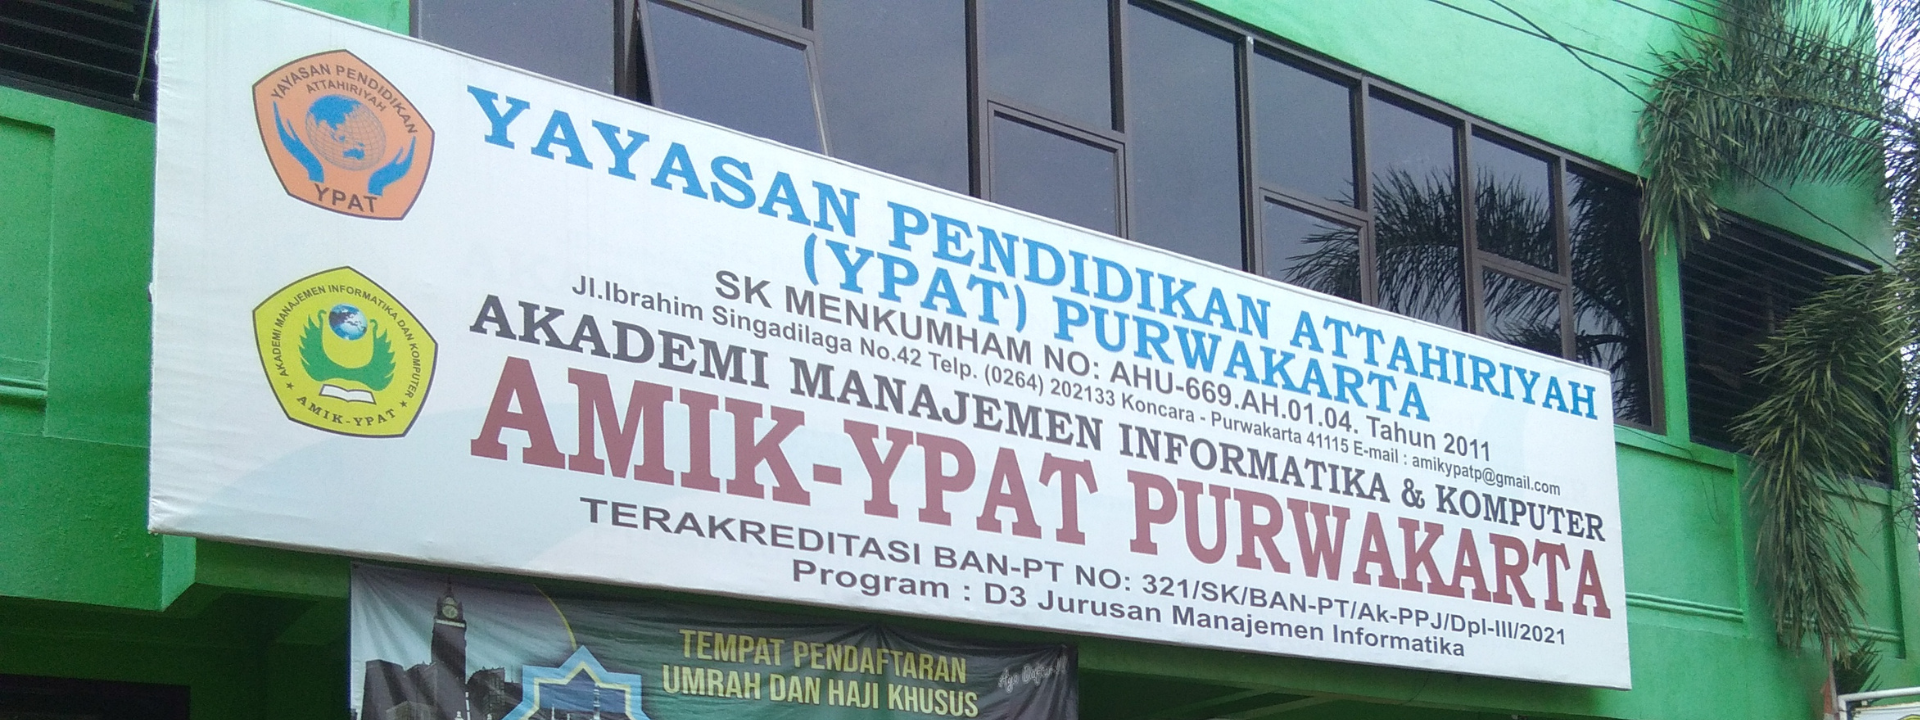 YAYASAN PENDIDIKAN
ATTAHIRIYAH
YPAT
YAYASAN PENDIDIKAN ATTAHIRIYAH
(YPAT) PURWAKARTA
SK MENKUMHAM NO: AHU-669.AH.01.04. Tahun 2011
Jl.Ibrahim Singadilaga No.42 Telp. (0264) 202133 Koncara - Purwakarta 41115 E-mail : amikypatp@gmail.com
AKADEMI MANAJEMEN INFORMATIKA DAN KOMPUTER
AMIK-YPAT
AKADEMI MANAJEMEN INFORMATIKA & KOMPUTER
AMIK-YPAT PURWAKARTA
TERAKREDITASI BAN-PT NO: 321/SK/BAN-PT/Ak-PPJ/Dpl-III/2021
Program : D3 Jurusan Manajemen Informatika
TEMPAT PENDAFTARAN
UMRAH DAN HAJI KHUSUS